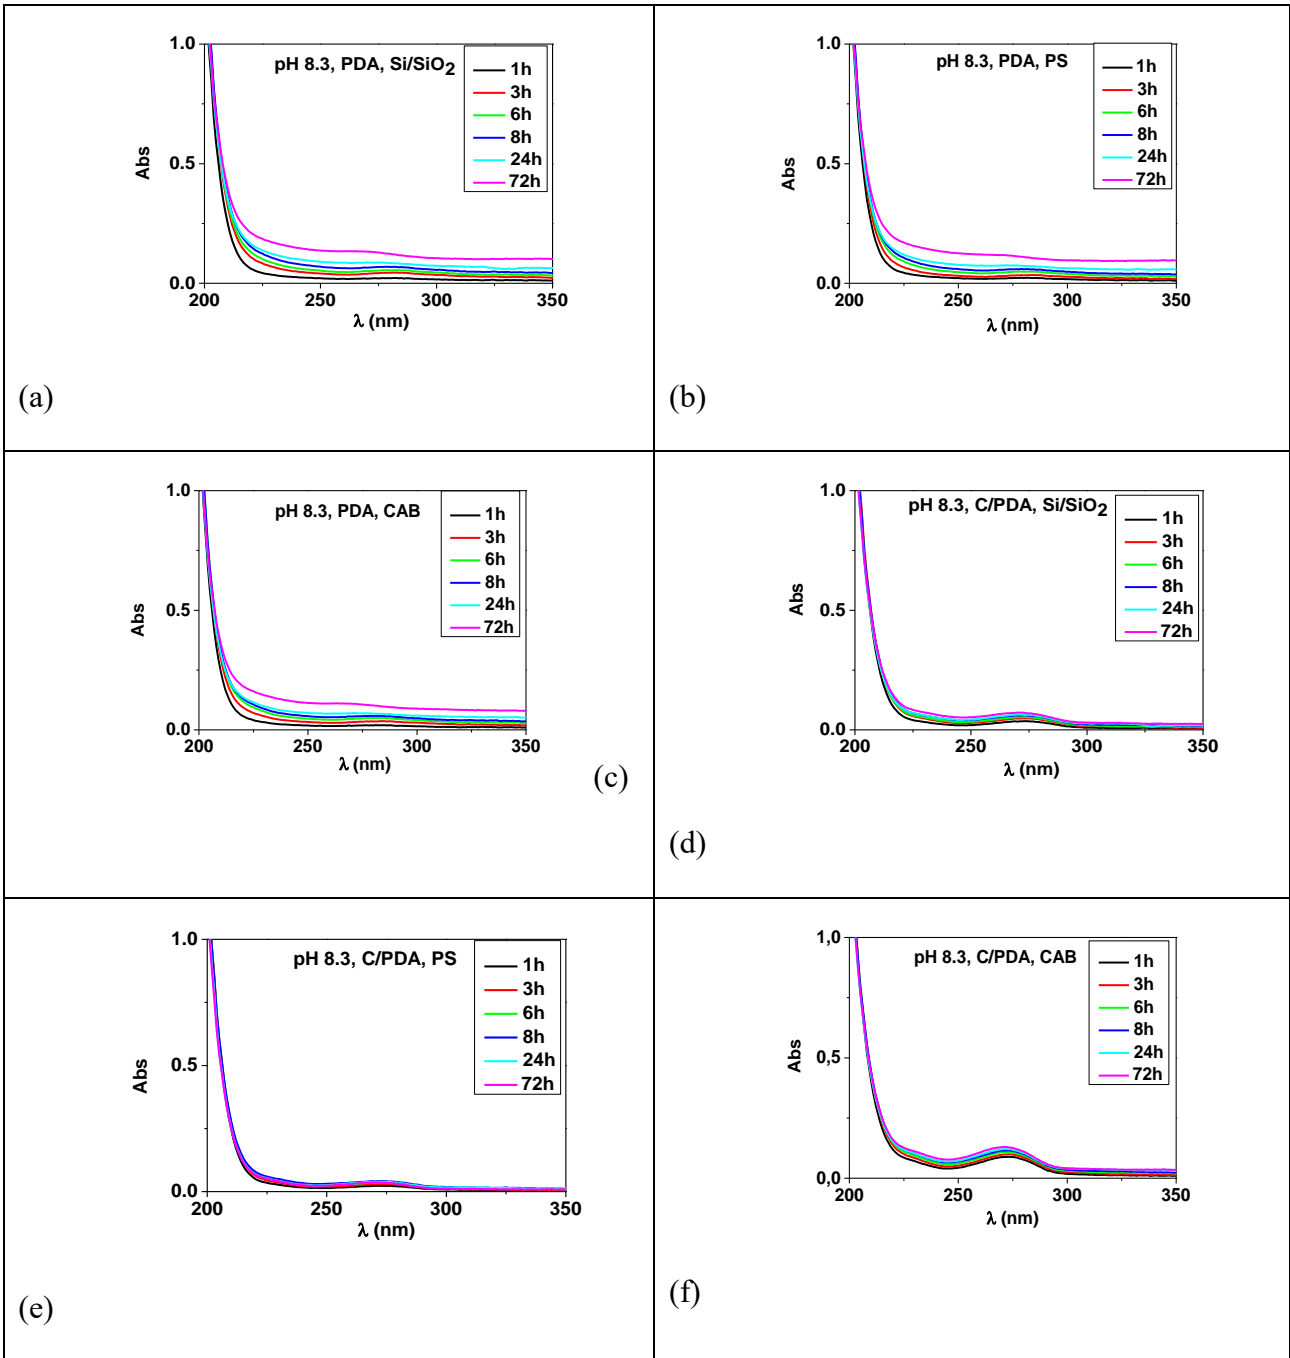 1.0
0.5
0.0
Abs
pH 8.3, PDA, Si/SiO2
1h
3h
6h
8h
24h
72h
200 250 300 350
λ (nm)
(a)
1.0
0.5
0.0
Abs
pH 8.3, PDA, PS
1h
3h
6h
8h
24h
72h
200 250 300 350
λ (nm)
(b)
1.0
0.5
0.0
Abs
pH 8.3, PDA, CAB
1h
3h
6h
8h
24h
72h
200 250 300 350
λ (nm)
(c)
1.0
0.5
0.0
Abs
pH 8.3, C/PDA, Si/SiO2
1h
3h
6h
8h
24h
72h
200 250 300 350
λ (nm)
(d)
1.0
0.5
0.0
Abs
pH 8.3, C/PDA, PS
1h
3h
6h
8h
24h
72h
200 250 300 350
λ (nm)
(e)
1,0
0,5
0,0
Abs
pH 8.3, C/PDA, CAB
1h
3h
6h
8h
24h
72h
200 250 300 350
λ (nm)
(f)